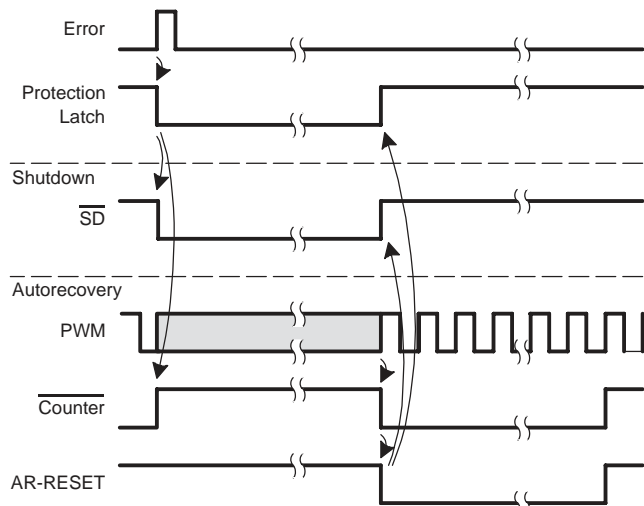 Error
Protection
Latch
Shutdown
SD
Autorecovery
PWM
Counter
AR-RESET